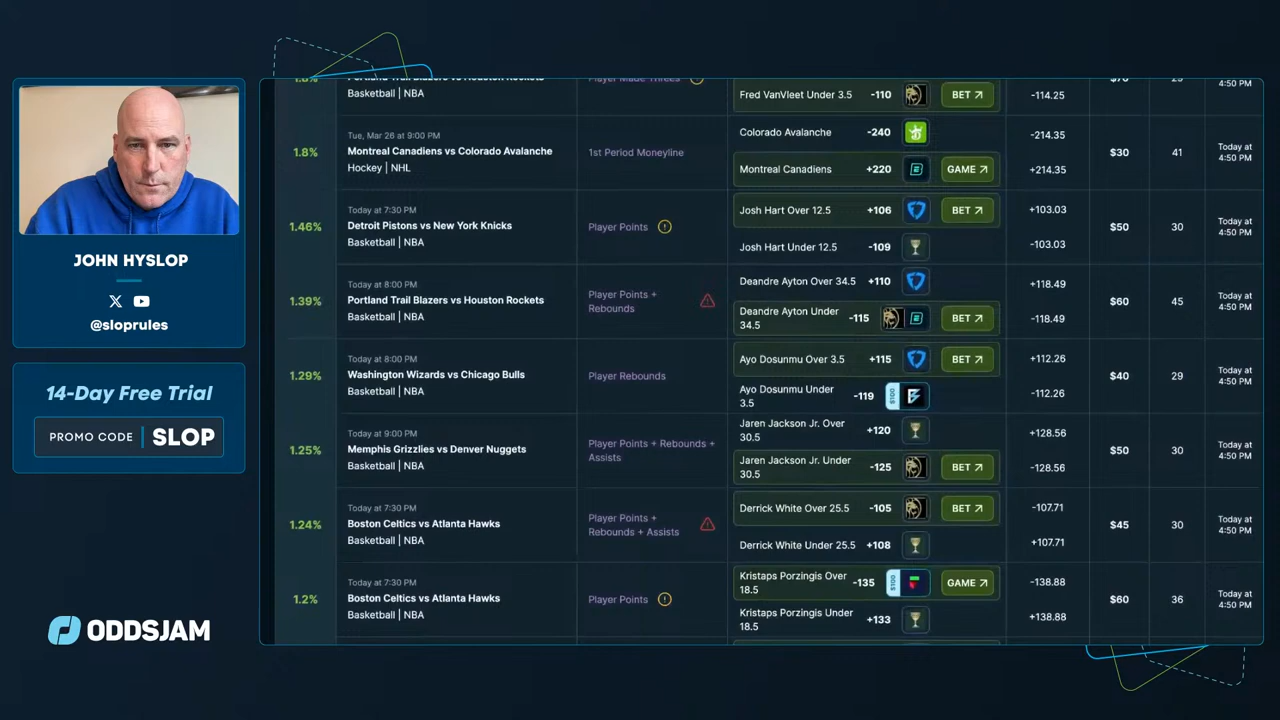 JOHN HYSLOP
@sloprules
14-Day Free Trial
PROMO CODE | SLOP
ODDSJAM
1.8%
Portland Trail Blazers vs Houston Rockets
Basketball | NBA
Player Made Threes
Fred VanVleet Under 3.5 -110 BET
-114.25
4:50 PM
1.8%
Tue, Mar 26 at 9:00 PM
Montreal Canadiens vs Colorado Avalanche
Hockey | NHL
1st Period Moneyline
Colorado Avalanche -240
Montreal Canadiens +220 GAME
-214.35
+214.35
$30
41
Today at
4:50 PM
1.46%
Today at 7:30 PM
Detroit Pistons vs New York Knicks
Basketball | NBA
Player Points
Josh Hart Over 12.5 +106 BET
Josh Hart Under 12.5 -109
+103.03
-103.03
$50
30
Today at
4:50 PM
1.39%
Today at 8:00 PM
Portland Trail Blazers vs Houston Rockets
Basketball | NBA
Player Points +
Rebounds
Deandre Ayton Over 34.5 +110
Deandre Ayton Under
34.5
-115 BET
+118.49
-118.49
$60
45
Today at
4:50 PM
1.29%
Today at 8:00 PM
Washington Wizards vs Chicago Bulls
Basketball | NBA
Player Rebounds
Ayo Dosunmu Over 3.5 +115 BET
Ayo Dosunmu Under
3.5
-119 $100
+112.26
-112.26
$40
29
Today at
4:50 PM
1.25%
Today at 9:00 PM
Memphis Grizzlies vs Denver Nuggets
Basketball | NBA
Player Points + Rebounds +
Assists
Jaren Jackson Jr. Over
30.5
+120
Jaren Jackson Jr. Under
30.5
-125 BET
+128.56
-128.56
$50
30
Today at
4:50 PM
1.24%
Today at 7:30 PM
Boston Celtics vs Atlanta Hawks
Basketball | NBA
Player Points +
Rebounds + Assists
Derrick White Over 25.5 -105 BET
Derrick White Under 25.5 +108
-107.71
+107.71
$45
30
Today at
4:50 PM
1.2%
Today at 7:30 PM
Boston Celtics vs Atlanta Hawks
Basketball | NBA
Player Points
Kristaps Porzingis Over
18.5
-135 $100 GAME
Kristaps Porzingis Under
18.5
+133
-138.88
+138.88
$60
36
Today at
4:50 PM